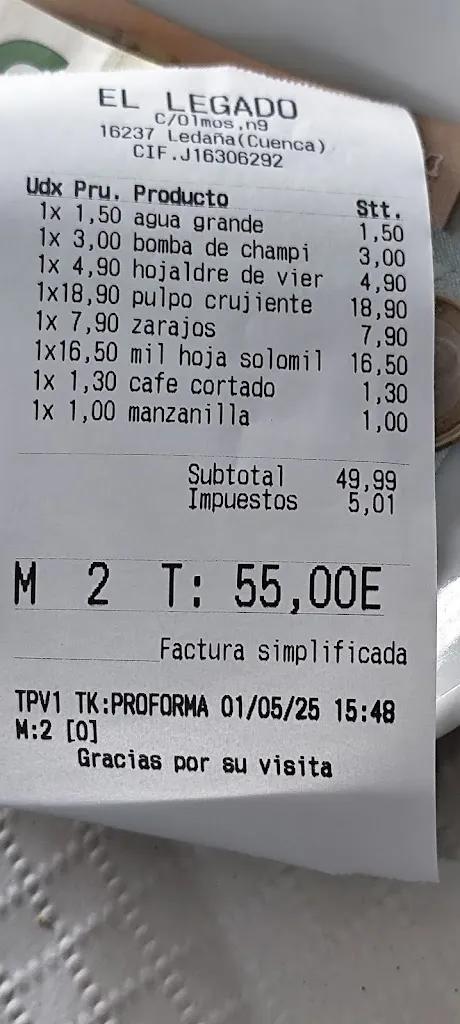 EL LEGADO
C/Olmos,n9
16237 Ledaña(Cuenca)
CIF.J16306292
Udx Pru. Producto Stt.
1x 1,50 agua grande 1,50
1x 3,00 bomba de champi 3,00
1x 4,90 hojaldre de vier 4,90
1x18,90 pulpo crujiente 18,90
1x 7,90 zarajos 7,90
1x16,50 mil hoja solomil 16,50
1x 1,30 cafe cortado 1,30
1x 1,00 manzanilla 1,00
Subtotal 49,99
Impuestos 5,01
M 2 T: 55,00E
Factura simplificada
TPV1 TK:PROFORMA 01/05/25 15:48
M:2 [0]
Gracias por su visita